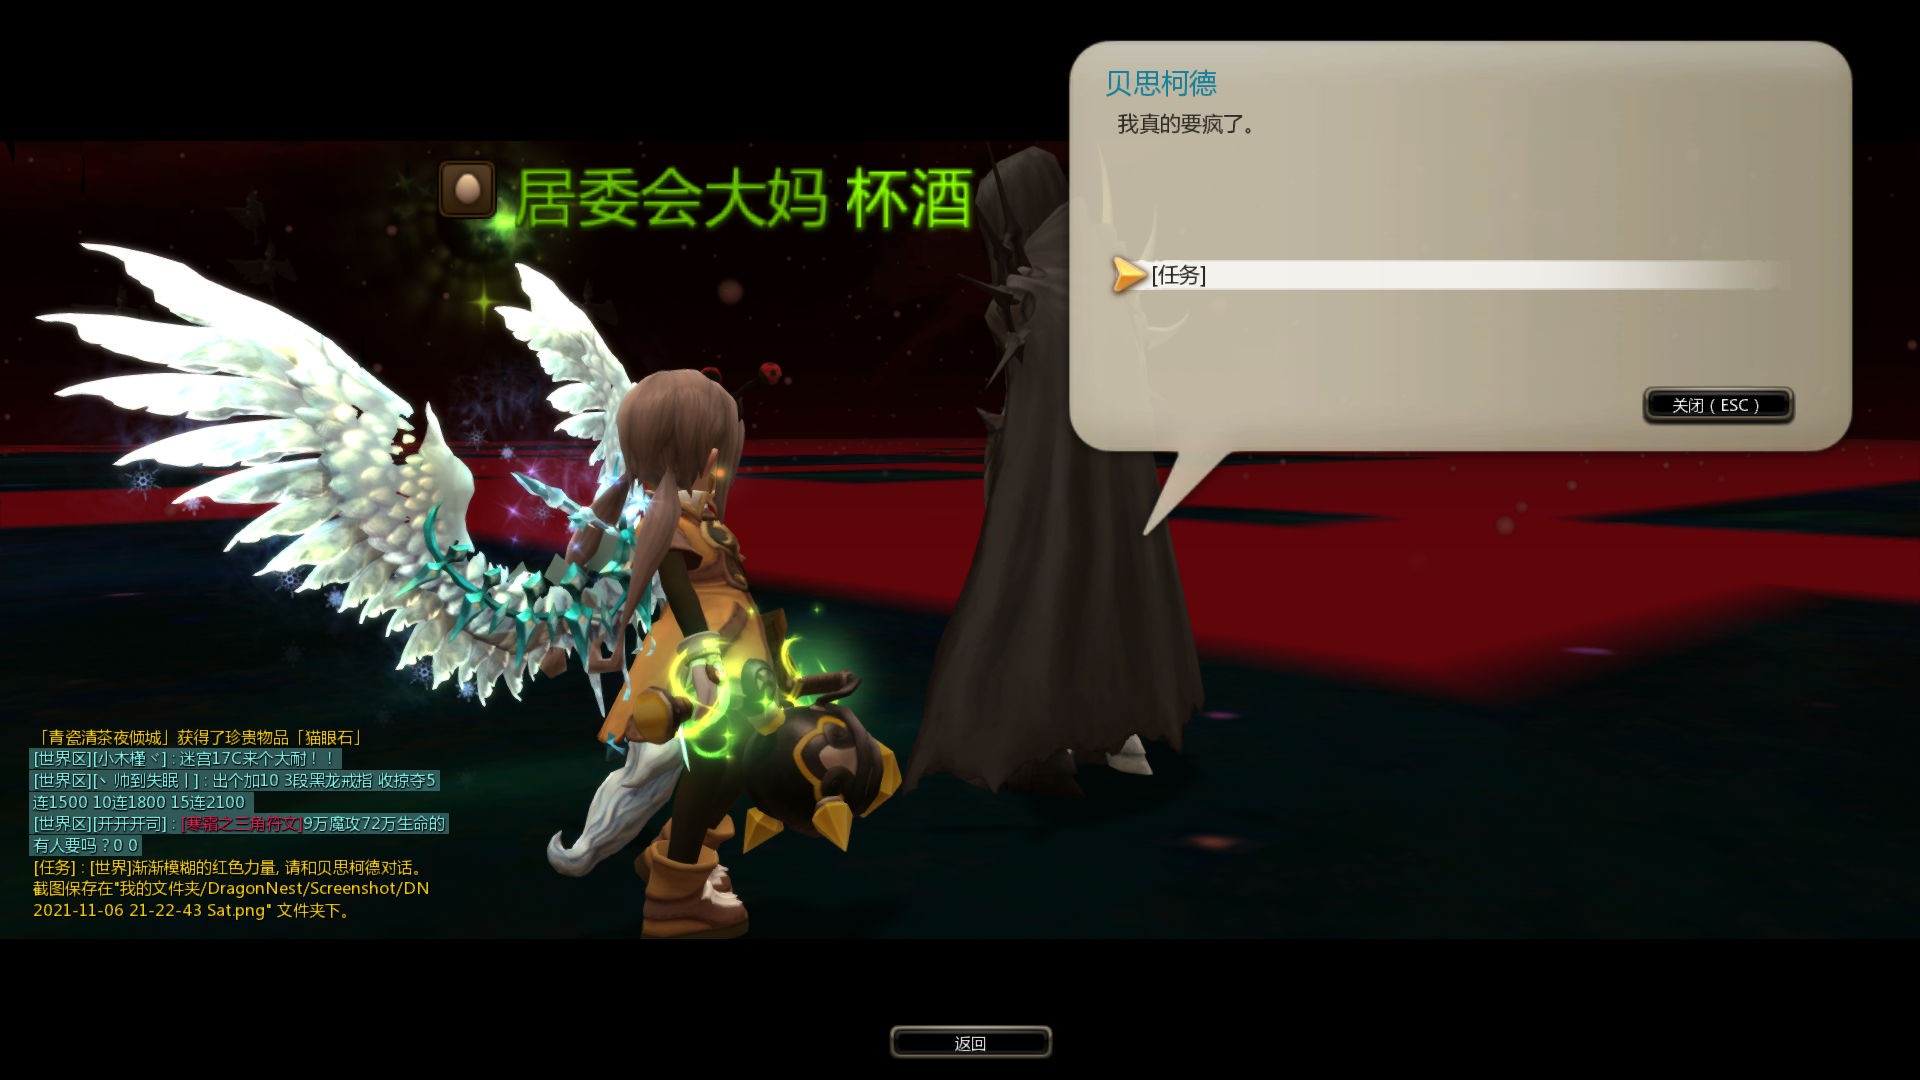 贝思柯德
我真的要疯了。
居委会大妈 杯酒
[任务]
关闭 ( ESC )
「青瓷清茶夜倾城」获得了珍贵物品「猫眼石」
[世界区][小木槿ヾ] : 迷宫17C来个大耐！！
[世界区][丶帅到失眠丨] : 出个加10 3段黑龙戒指 收掠夺5
连1500 10连1800 15连2100
[世界区][开开开司] : [寒霜之三角符文]9万魔攻72万生命的
有人要吗？0 0
[任务] : [世界]渐渐模糊的红色力量, 请和贝思柯德对话。
截图保存在"我的文件夹/DragonNest/Screenshot/DN
2021-11-06 21-22-43 Sat.png" 文件夹下。
返回